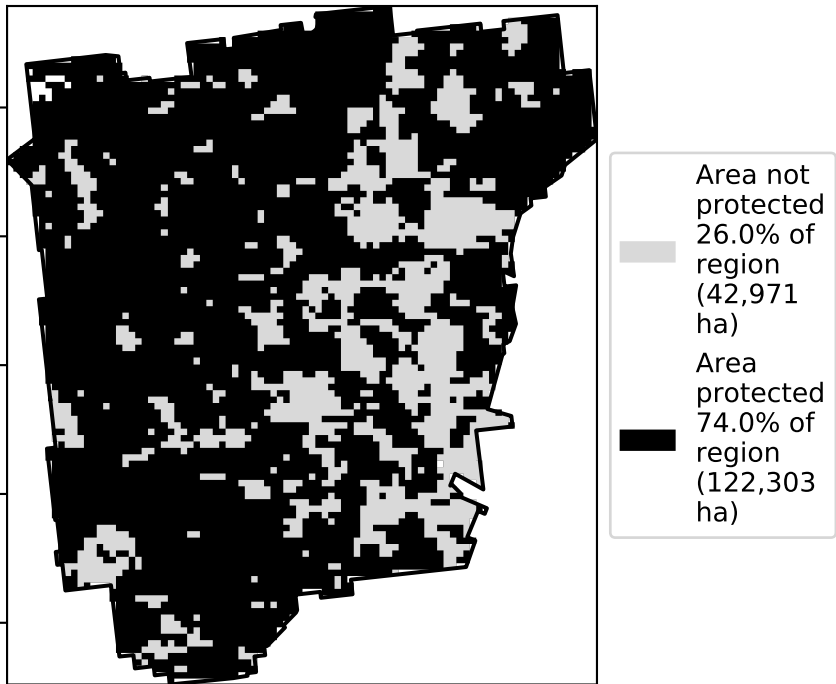 Area not
protected
26.0% of
region
(42,971
ha)
Area
protected
74.0% of
region
(122,303
ha)